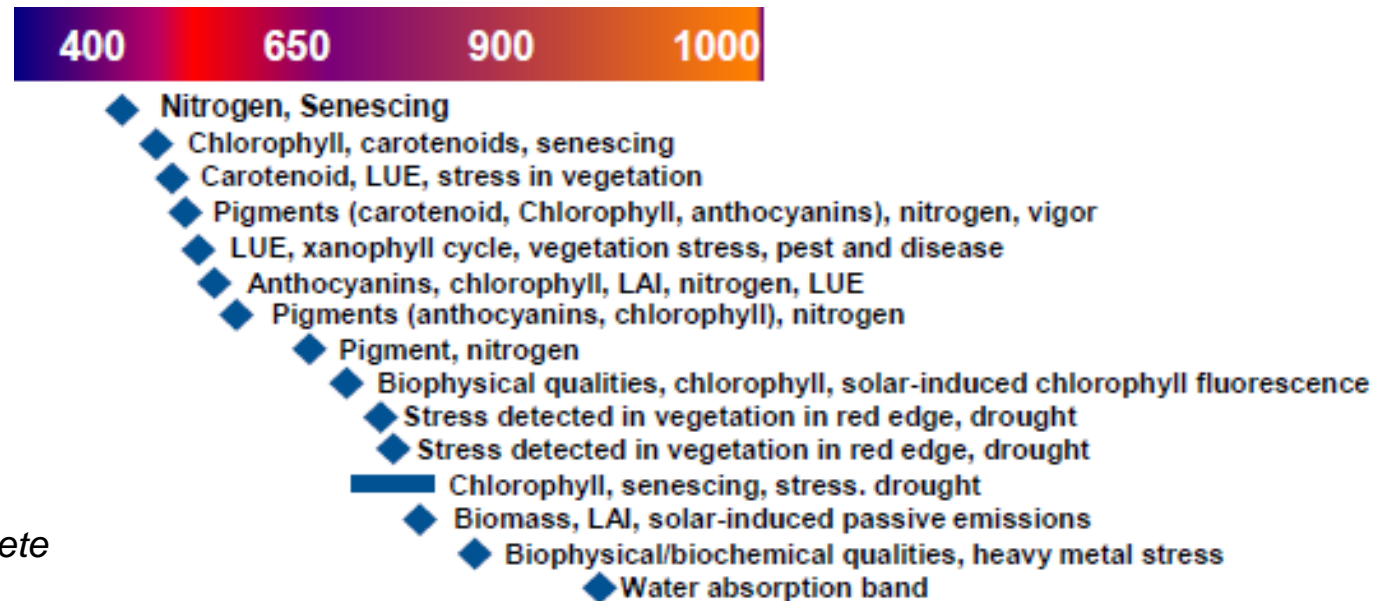 400 650 900 1000
Nitrogen, Senescing
Chlorophyll, carotenoids, senescing
Carotenoid, LUE, stress in vegetation
Pigments (carotenoid, Chlorophyll, anthocyanins), nitrogen, vigor
LUE, xanophyll cycle, vegetation stress, pest and disease
Anthocyanins, chlorophyll, LAI, nitrogen, LUE
Pigments (anthocyanins, chlorophyll), nitrogen
Pigment, nitrogen
Biophysical qualities, chlorophyll, solar-induced chlorophyll fluorescence
Stress detected in vegetation in red edge, drought
Stress detected in vegetation in red edge, drought
Chlorophyll, senescing, stress. drought
Biomass, LAI, solar-induced passive emissions
ete
Biophysical/biochemical qualities, heavy metal stress
Water absorption band